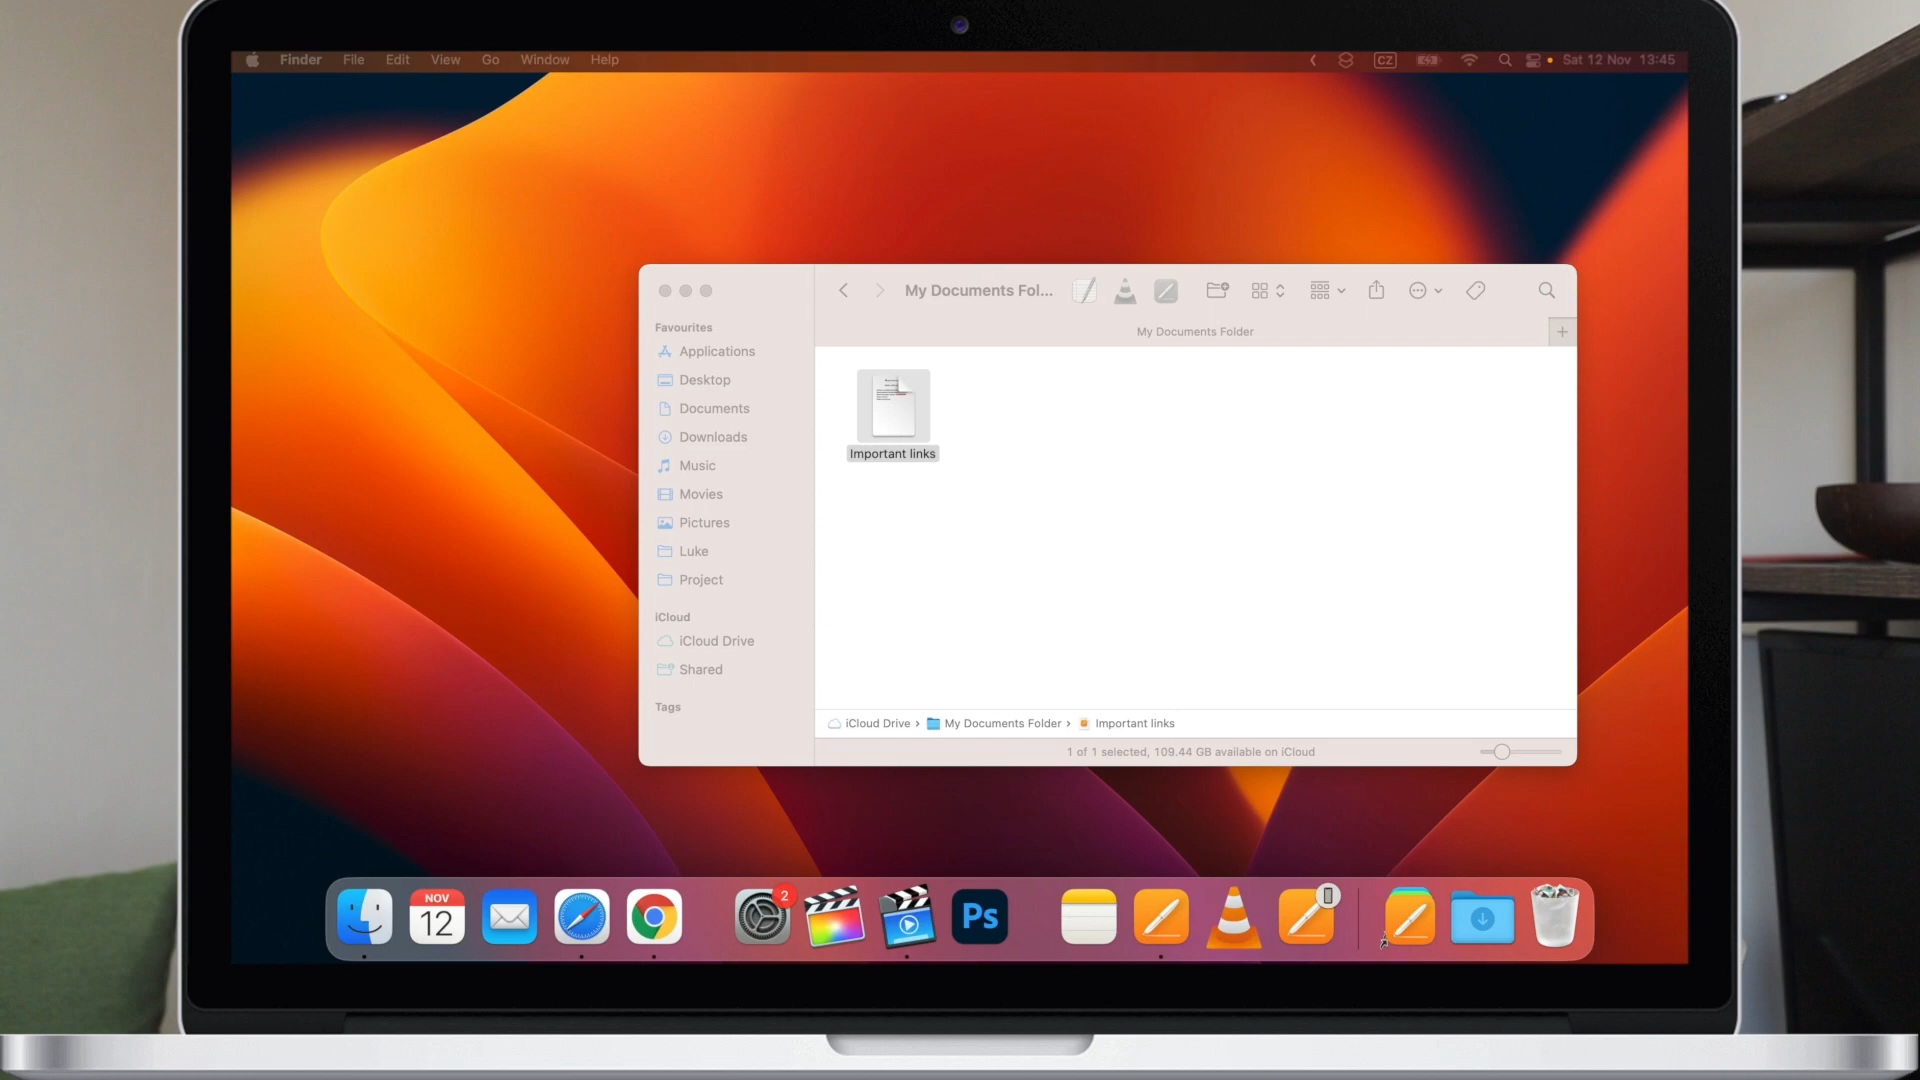 Finder File Edit View Go Window Help CZ Sat 12 Nov 13:45
My Documents Fol...
My Documents Folder
Favourites
Applications
Desktop
Documents
Downloads
Music
Movies
Pictures
Luke
Project
iCloud
iCloud Drive
Shared
Tags
Important links
iCloud Drive › My Documents Folder › Important links
1 of 1 selected, 109.44 GB available on iCloud
NOV
12
2
Ps